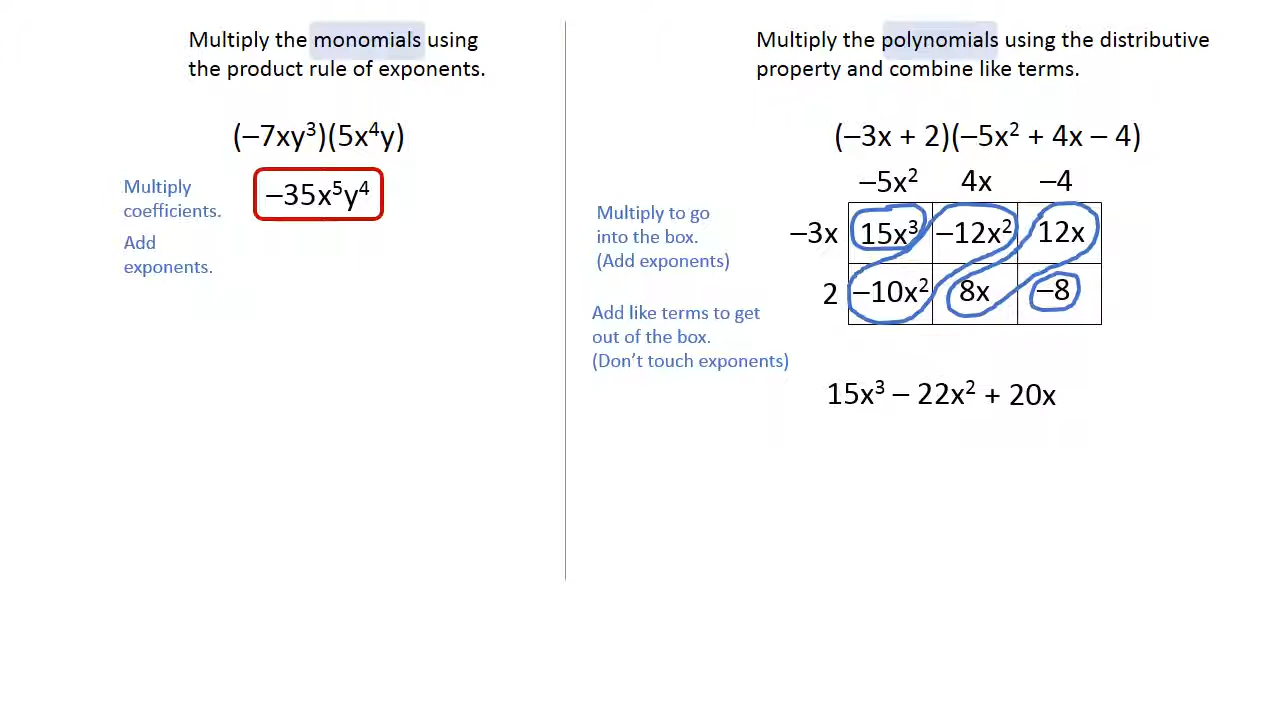 Multiply the monomials using
the product rule of exponents.
(–7xy³)(5x⁴y)
Multiply
coefficients.
–35x⁵y⁴
Add
exponents.
Multiply the polynomials using the distributive
property and combine like terms.
(–3x + 2)(–5x² + 4x – 4)
–5x² 4x –4
Multiply to go
into the box.
(Add exponents)
–3x 15x³ –12x² 12x
2 –10x² 8x –8
Add like terms to get
out of the box.
(Don’t touch exponents)
15x³ – 22x² + 20x